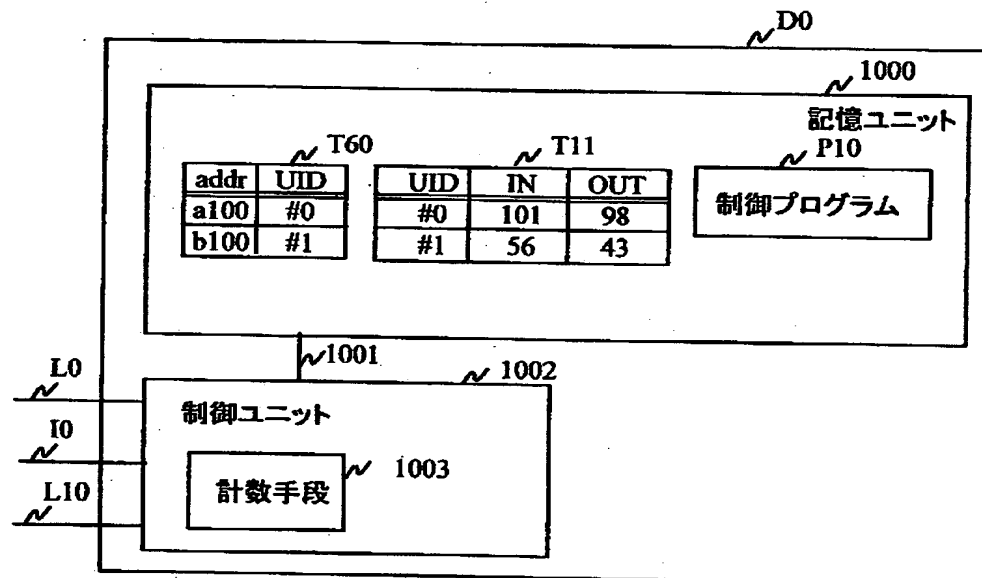 D0
1000
記憶ユニット
T60
T11
P10
addr UID
a100 #0
b100 #1
UID IN OUT
#0 101 98
#1 56 43
制御プログラム
1001
1002
L0
I0
L10
制御ユニット
1003
計数手段